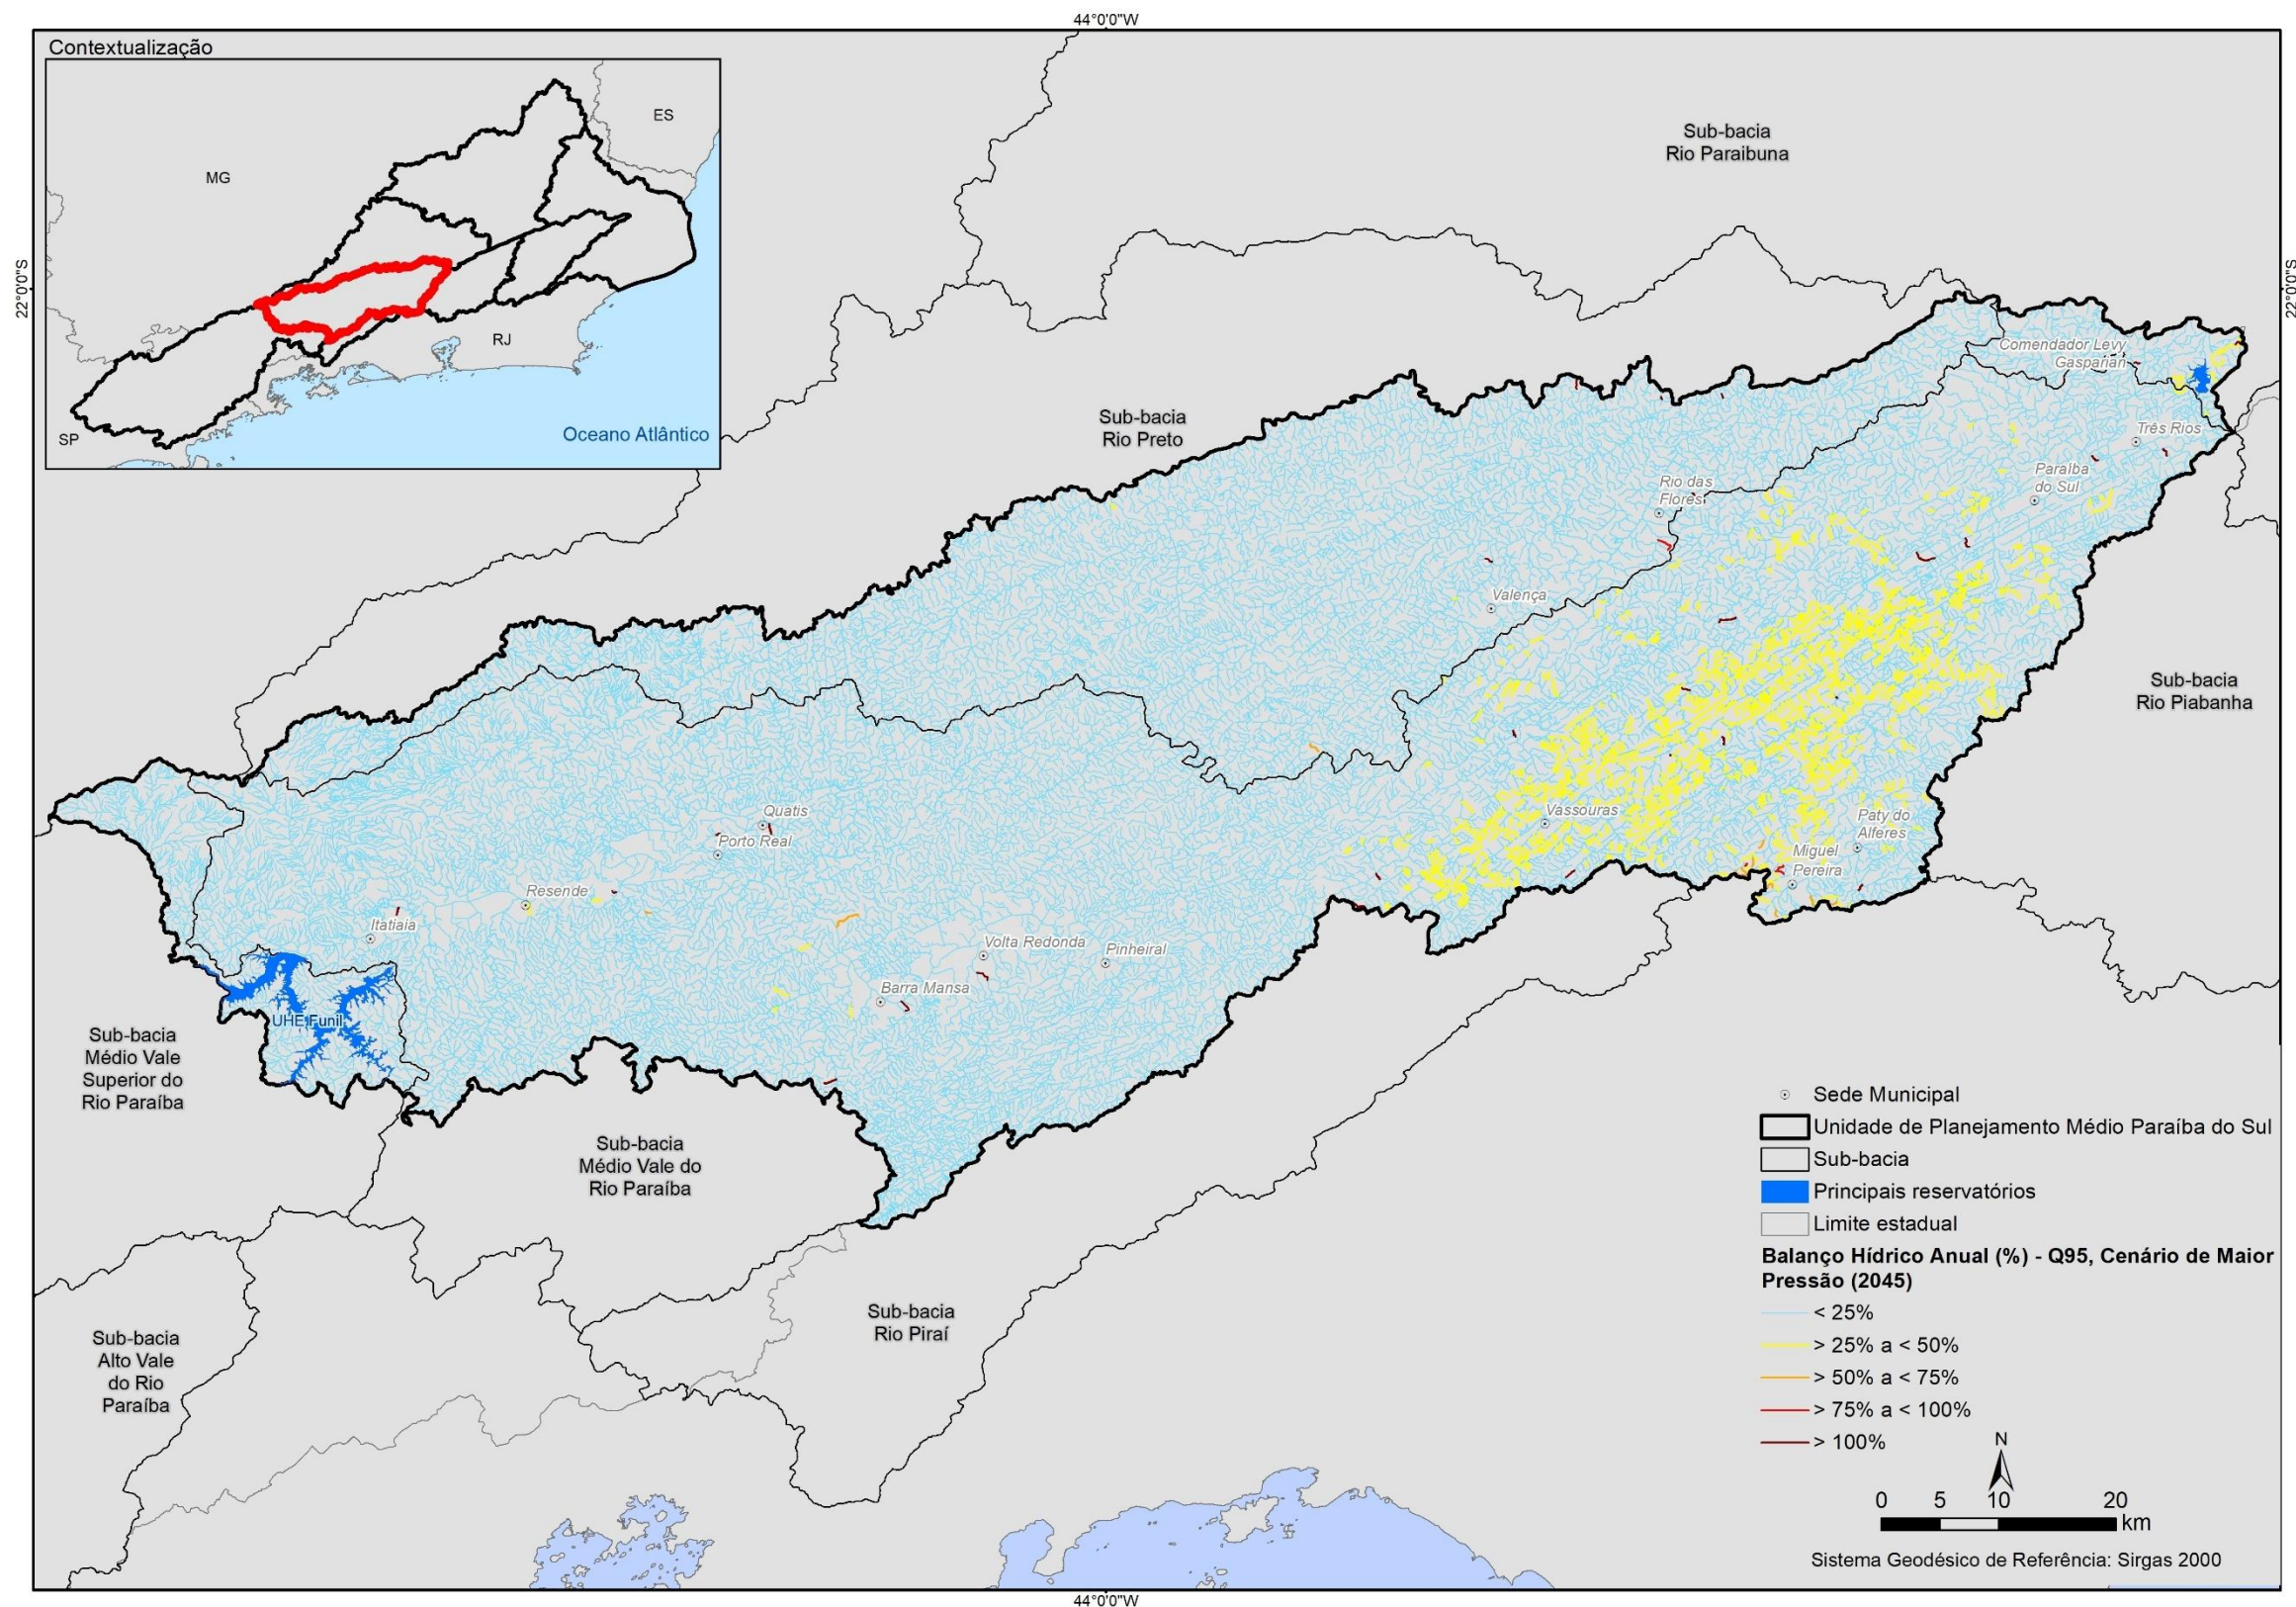 44°0'0"W
Contextualização
ES
MG
RJ
SP
Oceano Atlântico
22°0'0"S
22°0'0"S
Sub-bacia
Rio Paraibuna
Sub-bacia
Rio Preto
Comendador Levy
Gasparian
Três Rios
Paraíba
do Sul
Rio das
Flores
Valença
Sub-bacia
Rio Piabanha
Quatis
Porto Real
Vassouras
Paty do
Alferes
Miguel
Pereira
Resende
Itatiaia
Volta Redonda
Pinheiral
Barra Mansa
UHE Funil
Sub-bacia
Médio Vale
Superior do
Rio Paraíba
Sub-bacia
Médio Vale do
Rio Paraíba
Sub-bacia
Rio Piraí
Sub-bacia
Alto Vale
do Rio
Paraíba
Sede Municipal
Unidade de Planejamento Médio Paraíba do Sul
Sub-bacia
Principais reservatórios
Limite estadual
Balanço Hídrico Anual (%) - Q95, Cenário de Maior
Pressão (2045)
< 25%
> 25% a < 50%
> 50% a < 75%
> 75% a < 100%
> 100%
N
0 5 10 20
km
Sistema Geodésico de Referência: Sirgas 2000
44°0'0"W